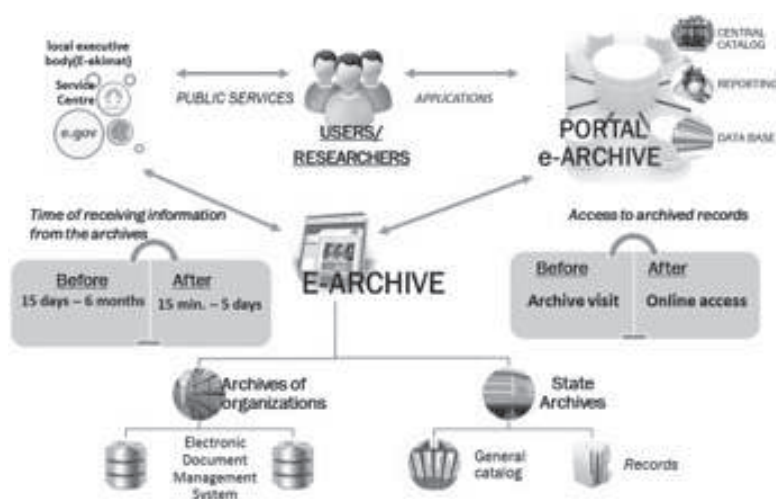 local executive
body(E-akimat)
Service
Centre
e.gov
PUBLIC SERVICES
USERS/
RESEARCHERS
APPLICATIONS
CENTRAL
CATALOG
REPORTING
DATA BASE
PORTAL
e-ARCHIVE
Time of receiving information
from the archives
Before
15 days – 6 months
After
15 min. – 5 days
E-ARCHIVE
Access to archived records
Before
Archive visit
After
Online access
Archives of
organizations
Electronic
Document
Management
System
State
Archives
General
catalog
Records